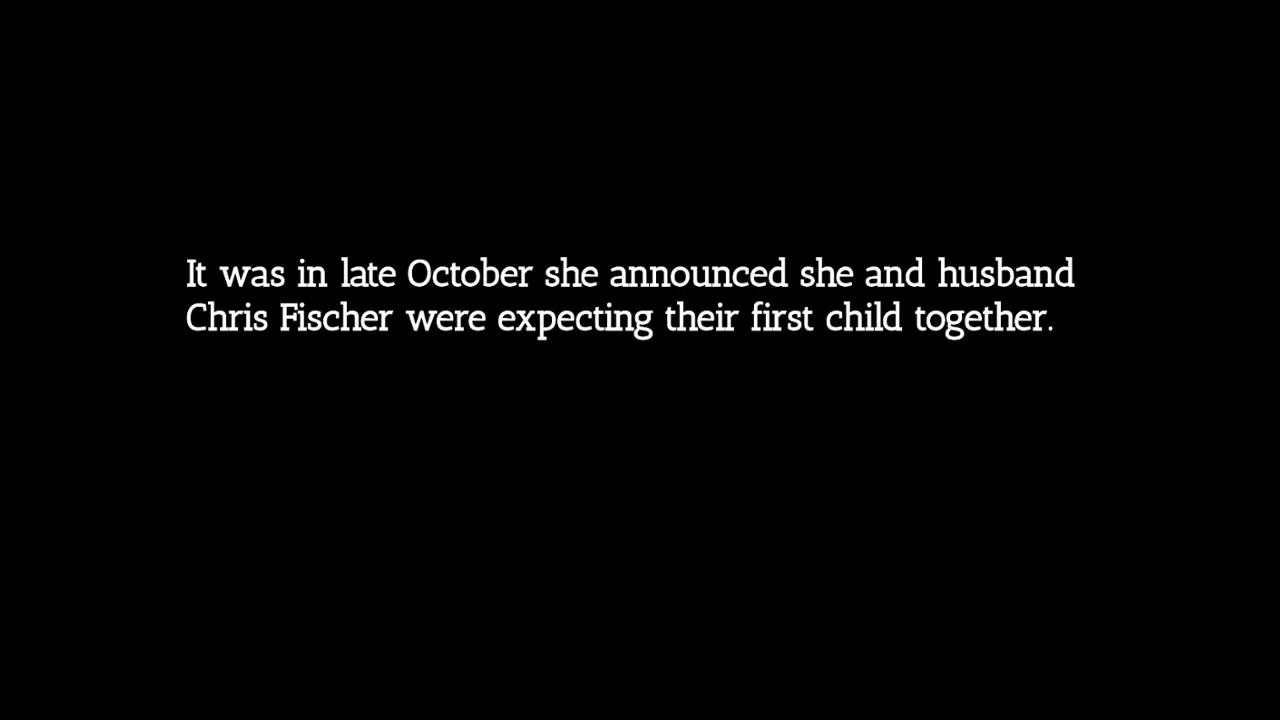 It was in late October she announced she and husband
Chris Fischer were expecting their first child together.